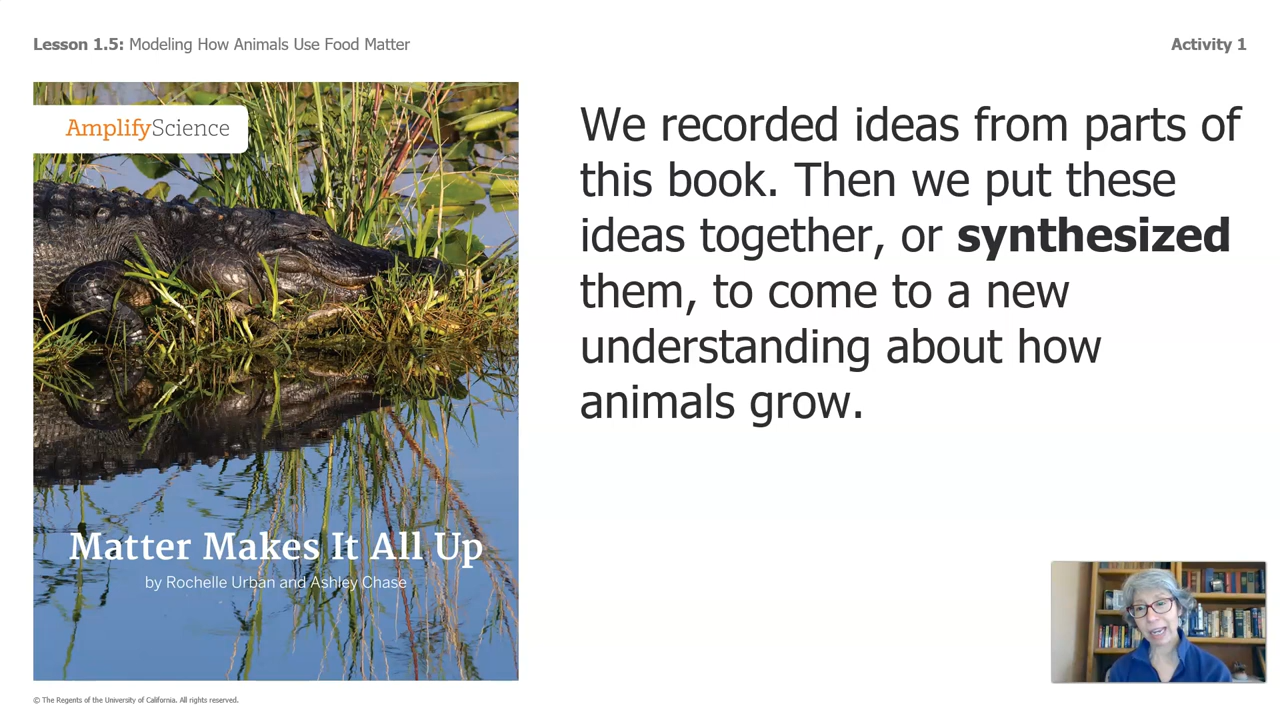 Lesson 1.5: Modeling How Animals Use Food Matter
Activity 1
AmplifyScience
Matter Makes It All Up
by Rochelle Urban and Ashley Chase
We recorded ideas from parts of
this book. Then we put these
ideas together, or synthesized
them, to come to a new
understanding about how
animals grow.
© The Regents of the University of California. All rights reserved.